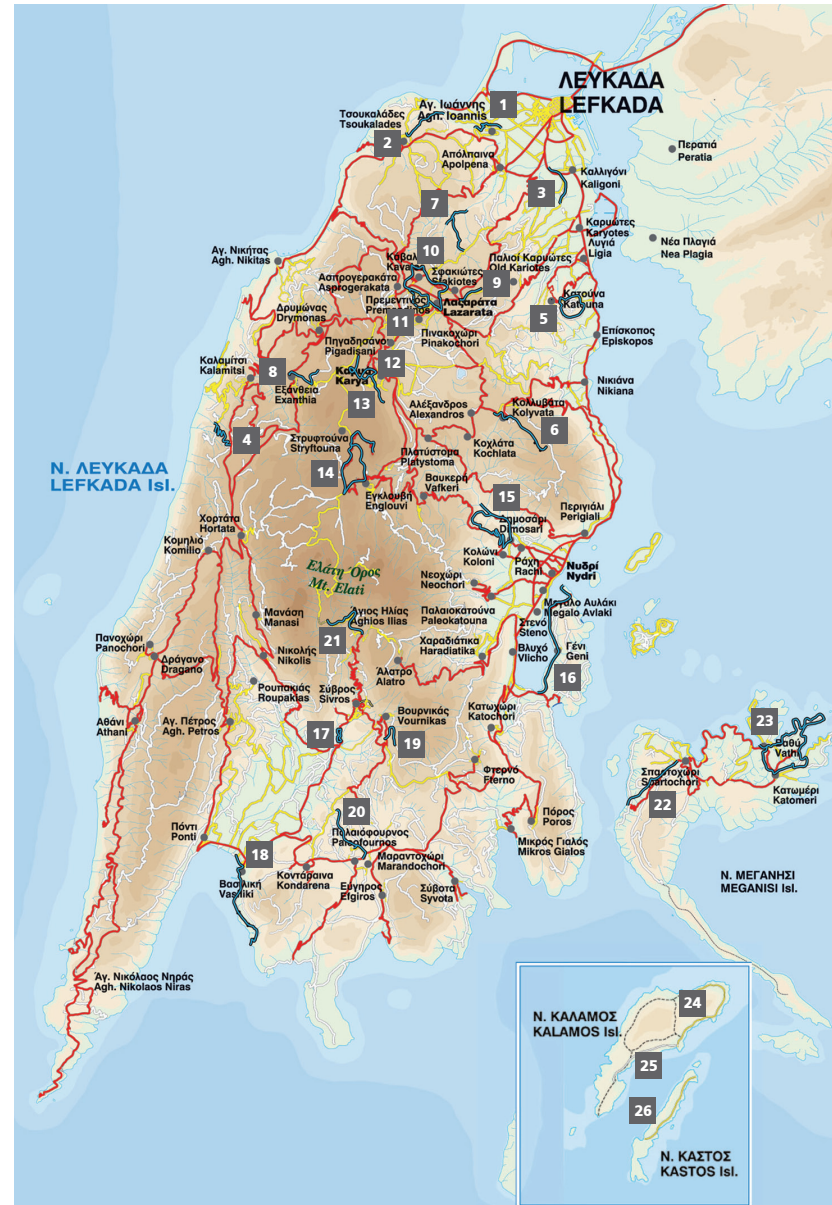 ΛΕΥΚΑΔΑ
LEFKADA
1
Αγ. Ιωάννης
Agh. Ioannis
Τσουκαλάδες
Tsoukalades
2
Απόλπαινα
Apolpena
Περατιά
Peratia
3
Καλλιγόνι
Kaligoni
7
Καρυώτες
Karyotes
Λυγιά
Ligia
Νέα Πλαγιά
Nea Plagia
Αγ. Νικήτας
Agh. Nikitas
10
Παλιοί Καρυώτες
Old Kariotes
Σφακιώτες
Sfakiotes
9
Ασπρογερακάτα
Asprogerakata
Λαζαράτα
Lazarata
Κατούνα
Katouna
5
Δρυμώνας
Drymonas
11
Πινακοχώρι
Pinakochori
Επίσκοπος
Episkopos
Πηγαδησάνοι
Pigadisani
12
Καλαμίτσι
Kalamitsi
8
Εξάνθεια
Exanthia
Karya
13
Νικιάνα
Nikiana
Αλέξανδρος
Alexandros
Κολλυβάτα
Kolyvata
6
4
Στρυφτούνα
Stryftouna
Κοχλάτα
Kochlata
Πλατύστομα
Platystoma
Ν. ΛΕΥΚΑΔΑ
LEFKADA Isl.
14
Βαυκερή
Vafkeri
Εγκλουβή
Englouvi
15
Περιγιάλι
Perigiali
Δημοσάρι
Dimosari
Χορτάτα
Hortata
Κομηλιό
Komilio
Κολώνι
Koloni
Ράχη
Rachi
Νυδρί
Nydri
Ελάτη Όρος
Mt. Elati
Νεοχώρι
Neochori
Μεγάλο Αυλάκι
Megalo Avlaki
Μανάση
Manasi
Άγιος Ηλίας
Aghios Ilias
Παλαιοκατούνα
Paleokatouna
Στενό
Steno
21
Πανοχώρι
Panochori
Δράγανο
Dragano
Νικολής
Nikolis
Χαραδιάτικα
Haradiatika
Βλυχό
Vlicho
Γένι
Geni
Άλατρο
Alatro
16
Ρουπακιάς
Roupakias
Σύβρος
Sivros
Αθάνι
Athani
Αγ. Πέτρος
Agh. Petros
Βουρνικάς
Vournikas
Κατωχώρι
Katochori
17
19
23
Βαθύ
Vathi
Φτερνό
Fterno
Σπαρτοχώρι
Spartochori
Κατωμέρι
Katomeri
22
20
Πόρος
Poros
Πόντι
Ponti
Παλαιόφουρνος
Paleofournos
Μικρός Γιαλός
Mikros Gialos
18
Μαραντοχώρι
Marandochori
Βασιλική
Vasiliki
Κοντάραινα
Kondarena
Εύγηρος
Efgiros
Σύβοτα
Syvota
Ν. ΜΕΓΑΝΗΣΙ
MEGANISI Isl.
Άγ. Νικόλαος Νηράς
Agh. Nikolaos Niras
24
Ν. ΚΑΛΑΜΟΣ
KALAMOS Isl.
25
26
Ν. ΚΑΣΤΟΣ
KASTOS Isl.